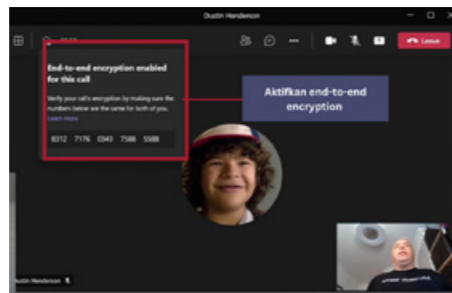 Dustin Henderson
Leave
End-to-end encryption enabled
for this call
Verify your call's encryption by making sure the
numbers below are the same for both of you.
Learn more
8312 7176 0343 7588 5588
Aktifkan end-to-end
encryption
Dustin Henderson